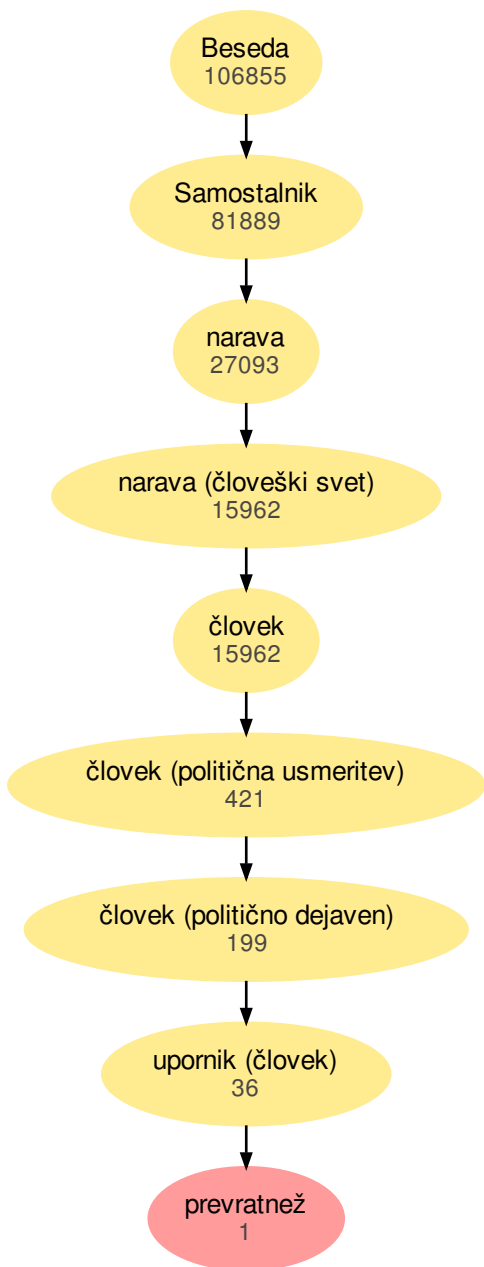 Beseda
106855
Samostalnik
81889
narava
27093
narava (človeški svet)
15962
človek
15962
človek (politična usmeritev)
421
človek (politično dejaven)
199
upornik (človek)
36
prevratnež
1